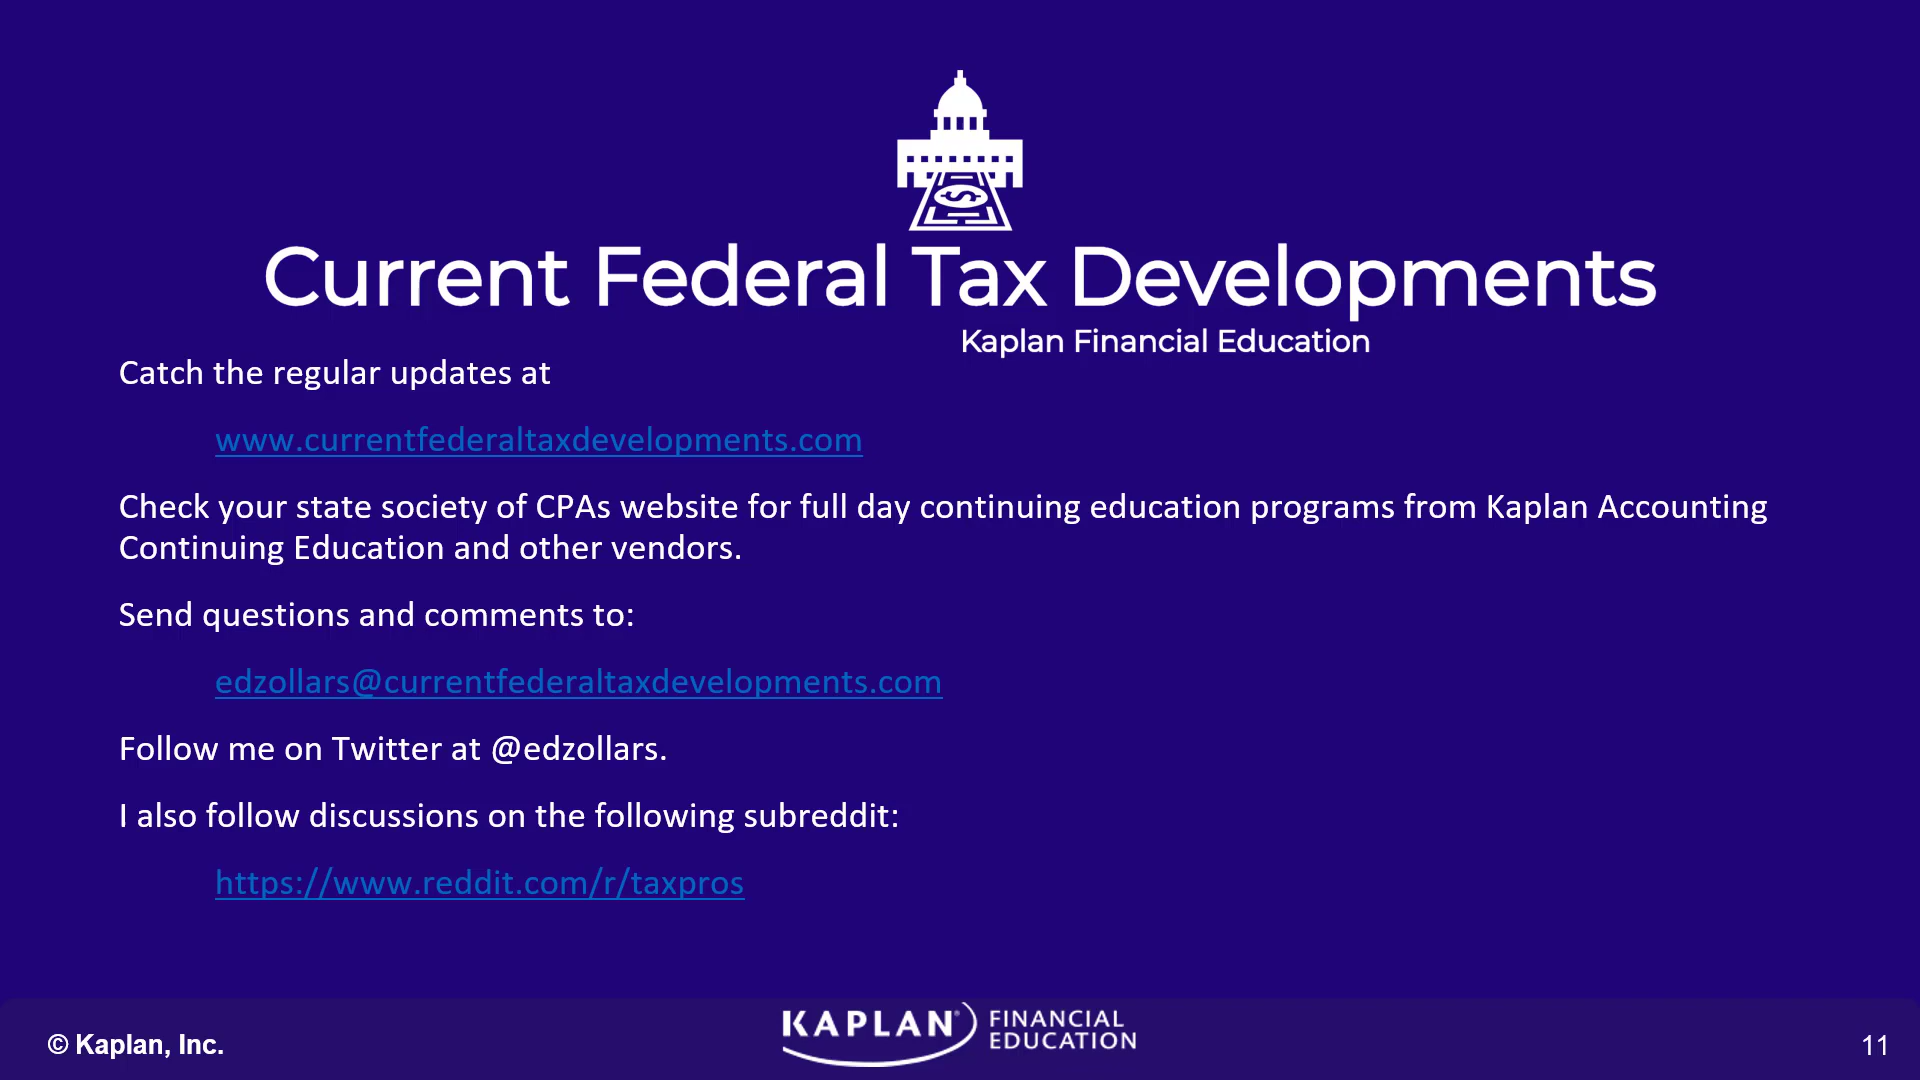 Current Federal Tax Developments
Kaplan Financial Education
Catch the regular updates at
www.currentfederaltaxdevelopments.com
Check your state society of CPAs website for full day continuing education programs from Kaplan Accounting
Continuing Education and other vendors.
Send questions and comments to:
edzollars@currentfederaltaxdevelopments.com
Follow me on Twitter at @edzollars.
I also follow discussions on the following subreddit:
https://www.reddit.com/r/taxpros
© Kaplan, Inc.
KAPLAN® FINANCIAL
EDUCATION
11